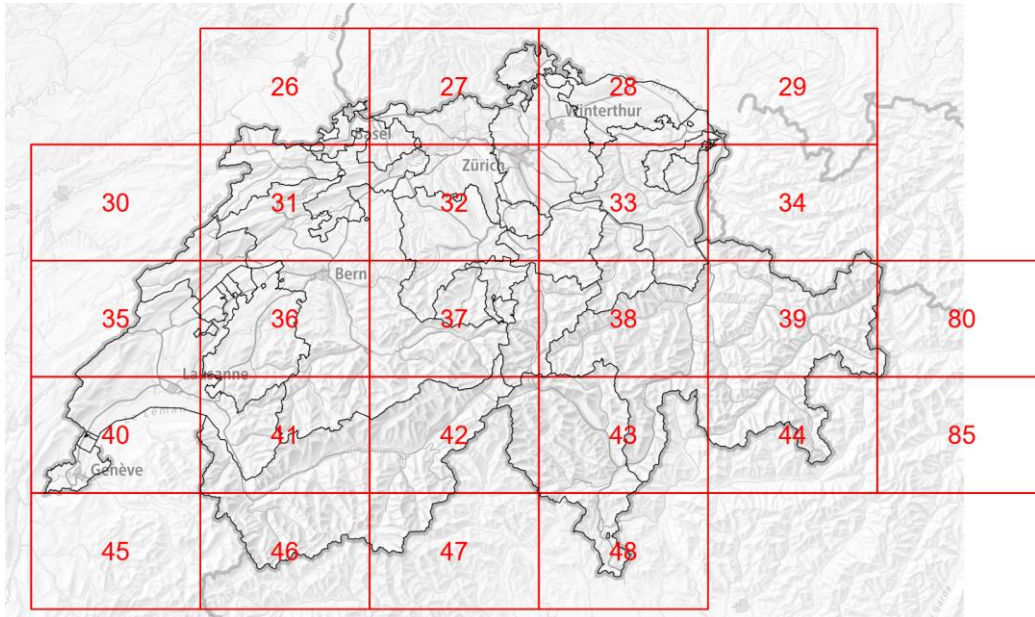 26 27 28 29
Winterthur
Basel
Zürich
30 31 32 33 34
Bern
35 36 37 38 39 80
Lausanne
40 41 42 43 44 85
Genève
45 46 47 48